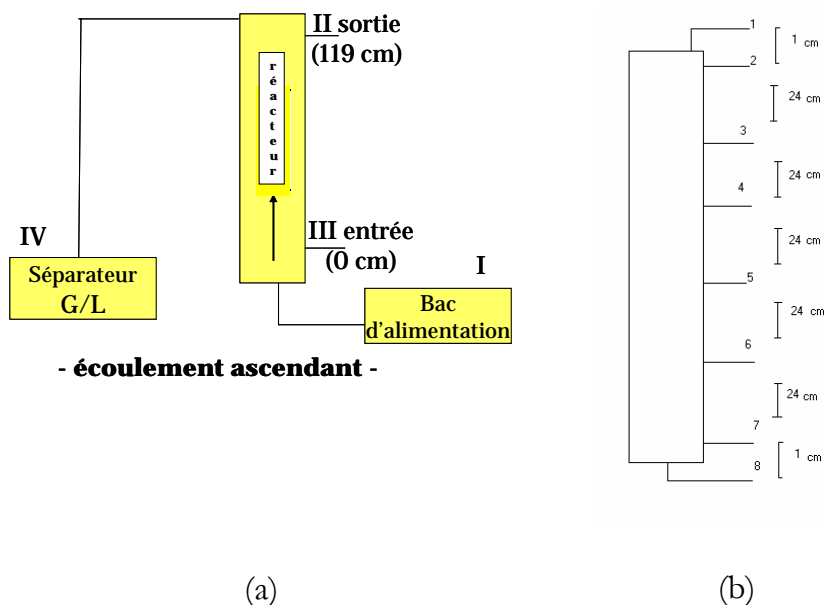 II sortie
(119 cm)
réacteur
III entrée
(0 cm)
IV
Séparateur
G/L
I
Bac
d'alimentation
- écoulement ascendant -
(a)
1
1 cm
2
24 cm
3
24 cm
4
24 cm
5
24 cm
6
24 cm
7
1 cm
8
(b)